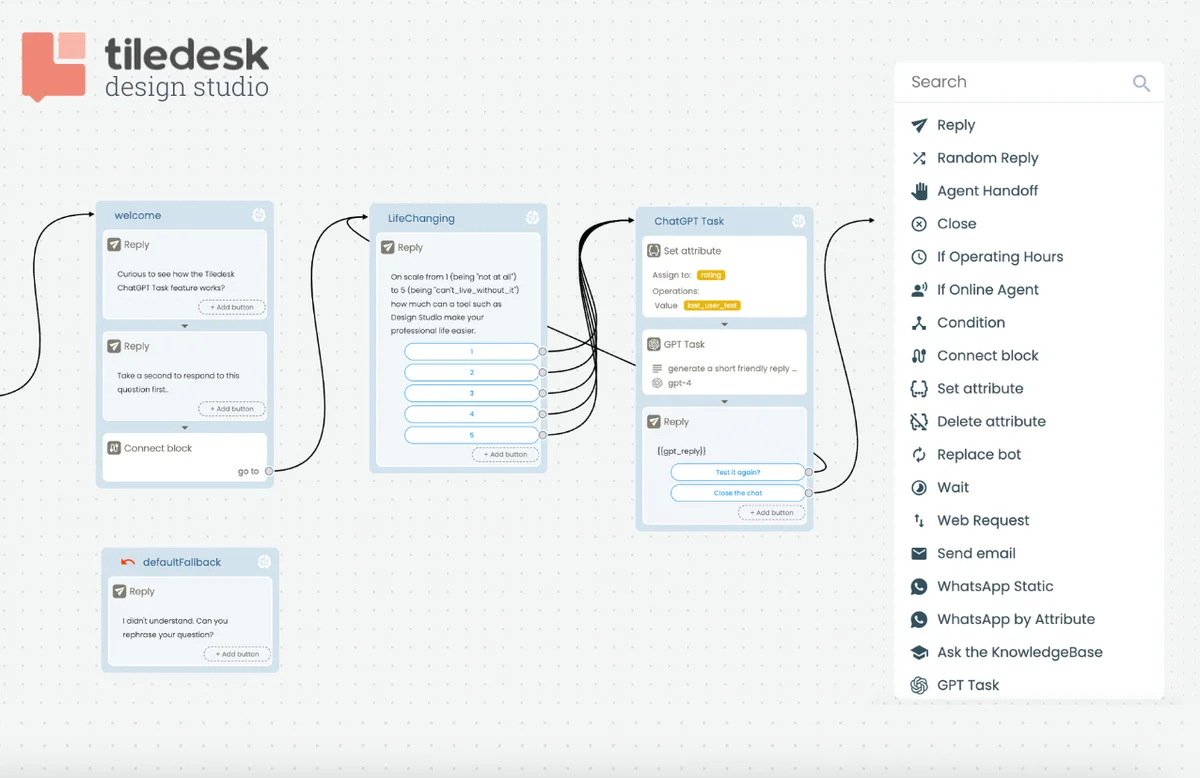 tiledesk
design studio
welcome
Reply
Curious to see how the Tiledesk
ChatGPT Task feature works?
+ Add button
Reply
Take a second to respond to this
question first.
+ Add button
Connect block
go to
defaultFallback
Reply
I didn't understand. Can you
rephrase your question?
+ Add button
LifeChanging
Reply
On scale from 1 (being "not at all")
to 5 (being "can't_live_without_it")
how much can a tool such as
Design Studio make your
professional life easier.
1
2
3
4
5
+ Add button
ChatGPT Task
Set attribute
Assign to: rating
Operations:
Value last_user_test
GPT Task
generate a short friendly reply ...
gpt-4
Reply
{{gpt_reply}}
Test it again?
Close the chat
+ Add button
Search
Reply
Random Reply
Agent Handoff
Close
If Operating Hours
If Online Agent
Condition
Connect block
Set attribute
Delete attribute
Replace bot
Wait
Web Request
Send email
WhatsApp Static
WhatsApp by Attribute
Ask the KnowledgeBase
GPT Task